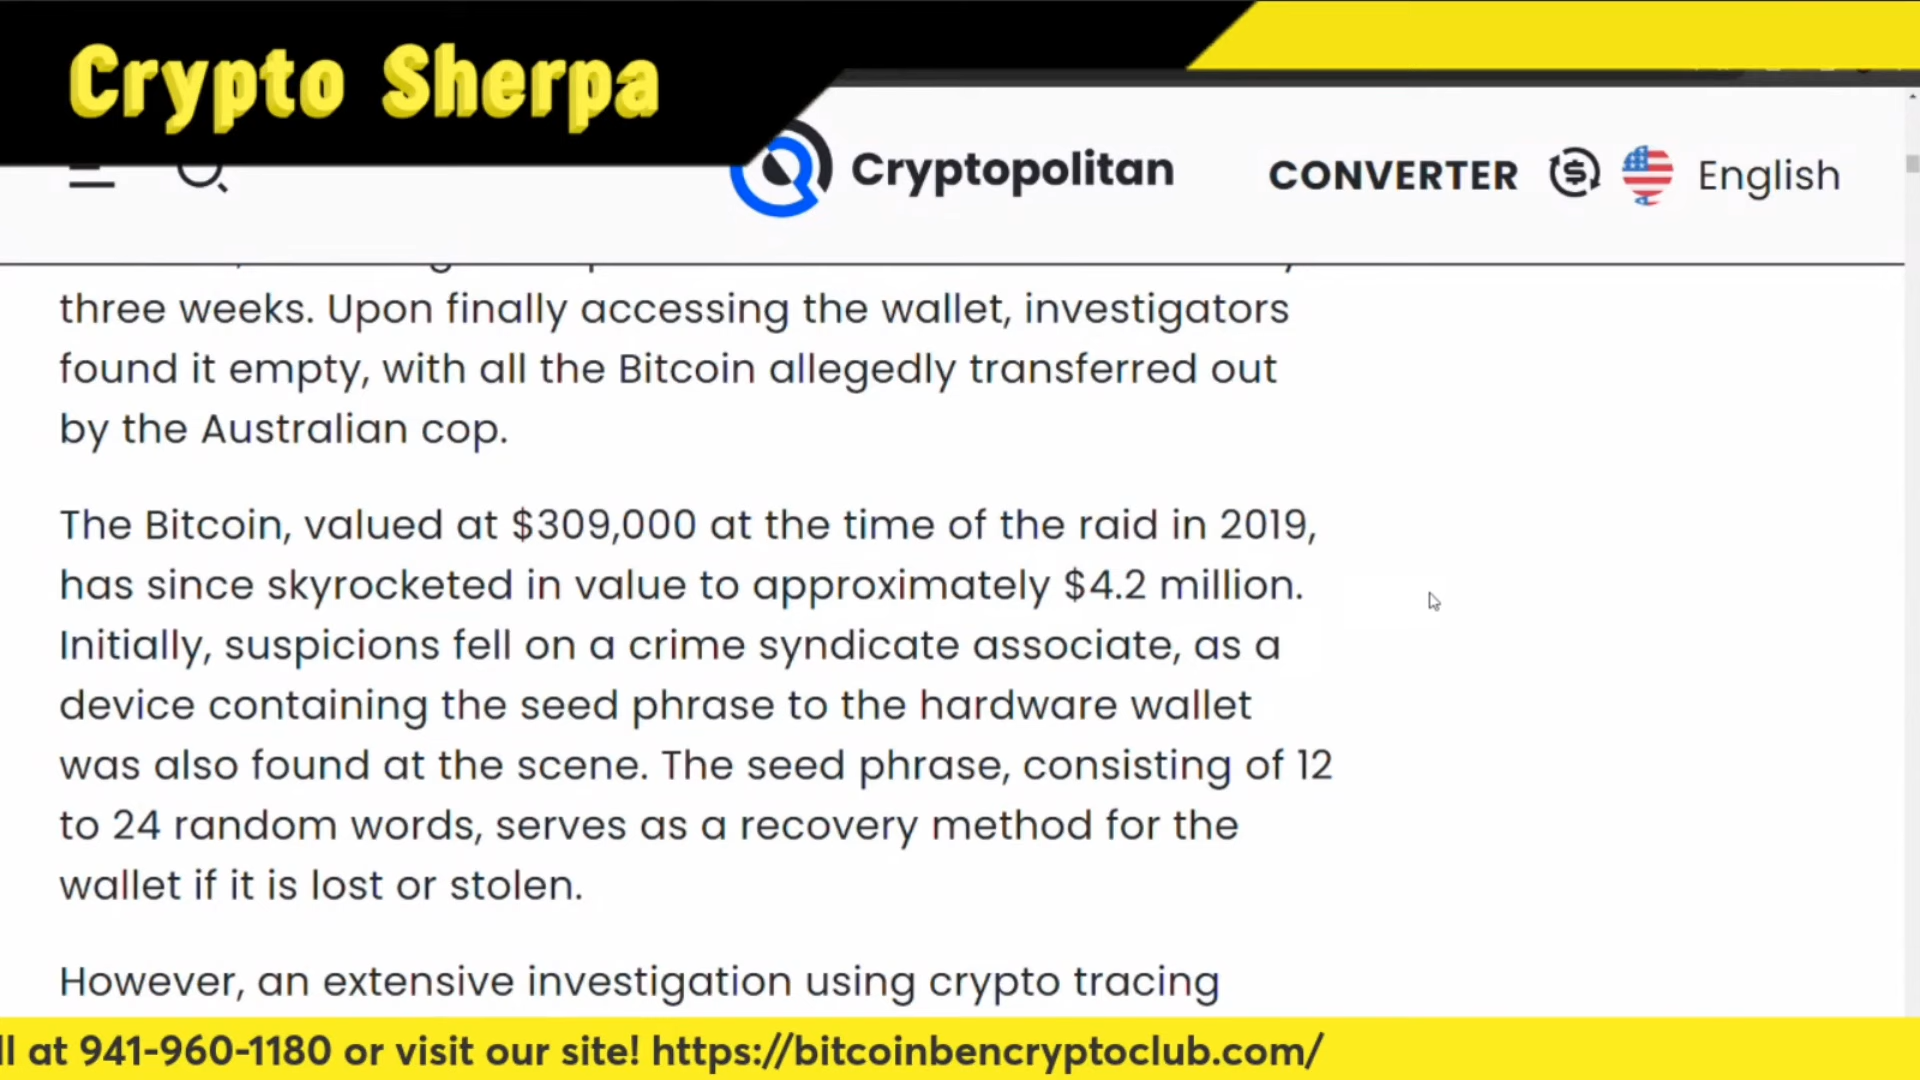 Crypto Sherpa
Cryptopolitan
CONVERTER
English
three weeks. Upon finally accessing the wallet, investigators
found it empty, with all the Bitcoin allegedly transferred out
by the Australian cop.
The Bitcoin, valued at $309,000 at the time of the raid in 2019,
has since skyrocketed in value to approximately $4.2 million.
Initially, suspicions fell on a crime syndicate associate, as a
device containing the seed phrase to the hardware wallet
was also found at the scene. The seed phrase, consisting of 12
to 24 random words, serves as a recovery method for the
wallet if it is lost or stolen.
However, an extensive investigation using crypto tracing
at 941-960-1180 or visit our site! https://bitcoinbencryptoclub.com/